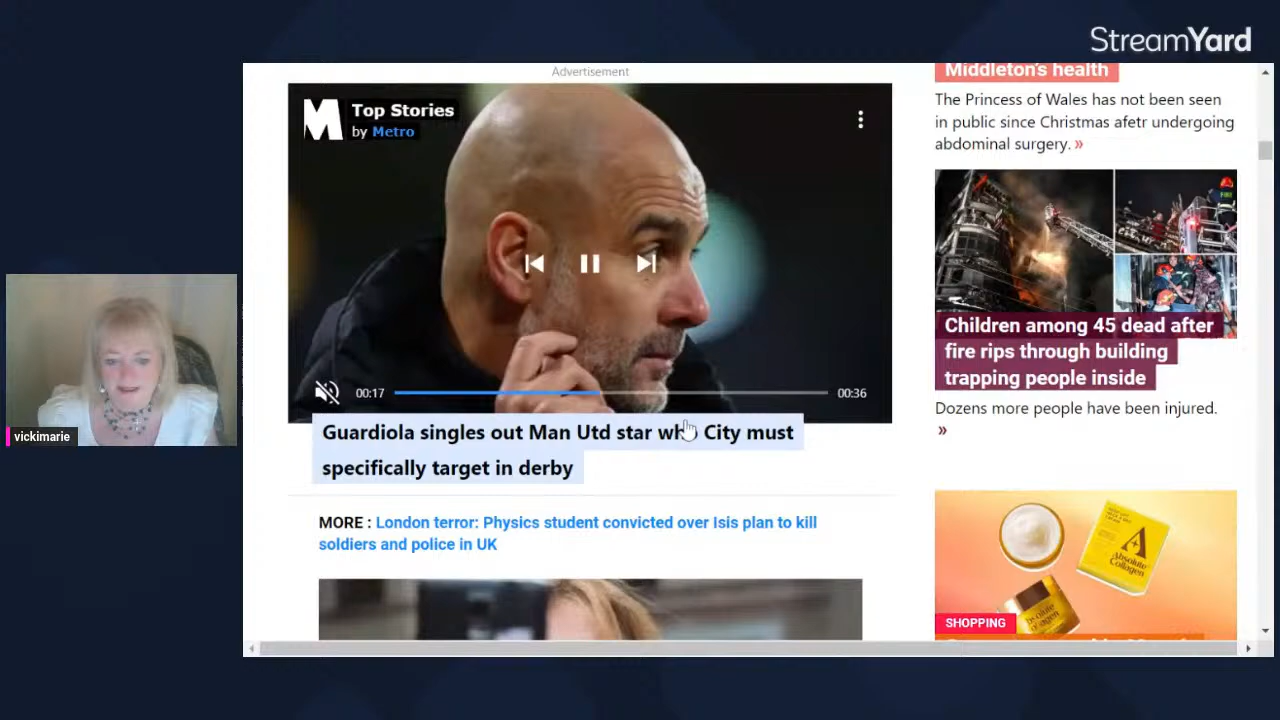 StreamYard
Advertisement
Top Stories
by Metro
00:17
00:36
Guardiola singles out Man Utd star City must
specifically target in derby
MORE : London terror: Physics student convicted over Isis plan to kill
soldiers and police in UK
vickimarie
Middleton's health
The Princess of Wales has not been seen
in public since Christmas afetr undergoing
abdominal surgery. »
Children among 45 dead after
fire rips through building
trapping people inside
Dozens more people have been injured.
»
A
Absolute
Collagen
Absolute
Collagen
SHOPPING